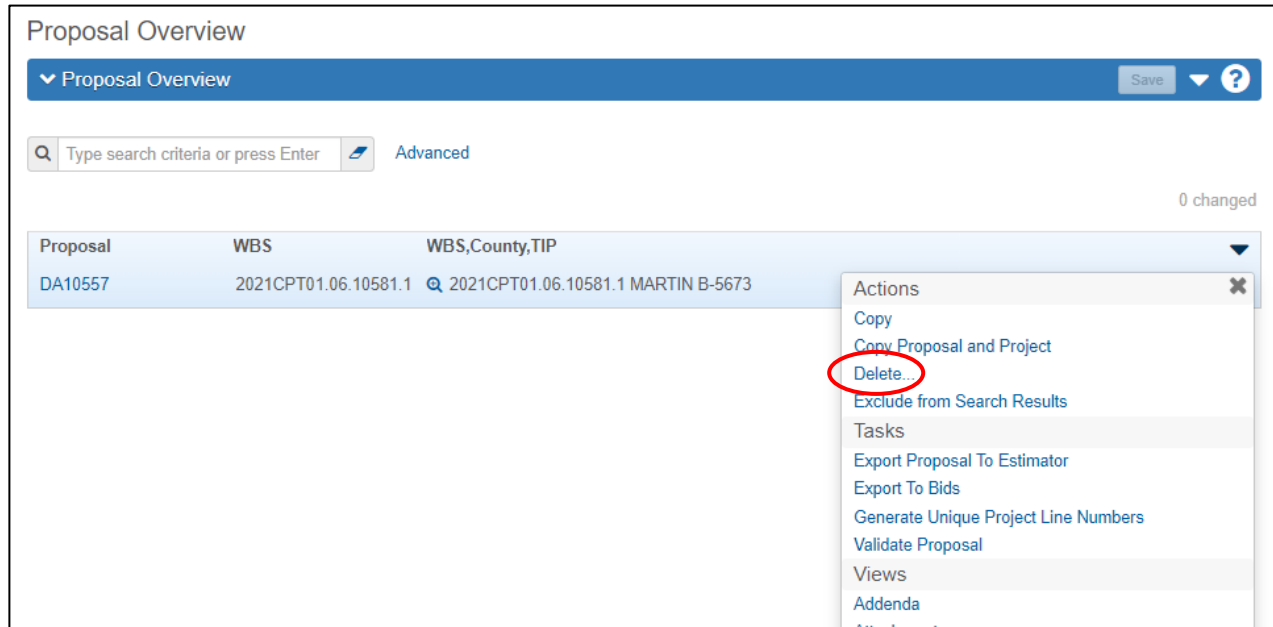 Proposal Overview
Proposal Overview
Save
?
Type search criteria or press Enter
Advanced
0 changed
Proposal WBS WBS,County,TIP
DA10557 2021CPT01.06.10581.1 2021CPT01.06.10581.1 MARTIN B-5673
Actions
Copy
Copy Proposal and Project
Delete...
Exclude from Search Results
Tasks
Export Proposal To Estimator
Export To Bids
Generate Unique Project Line Numbers
Validate Proposal
Views
Addenda